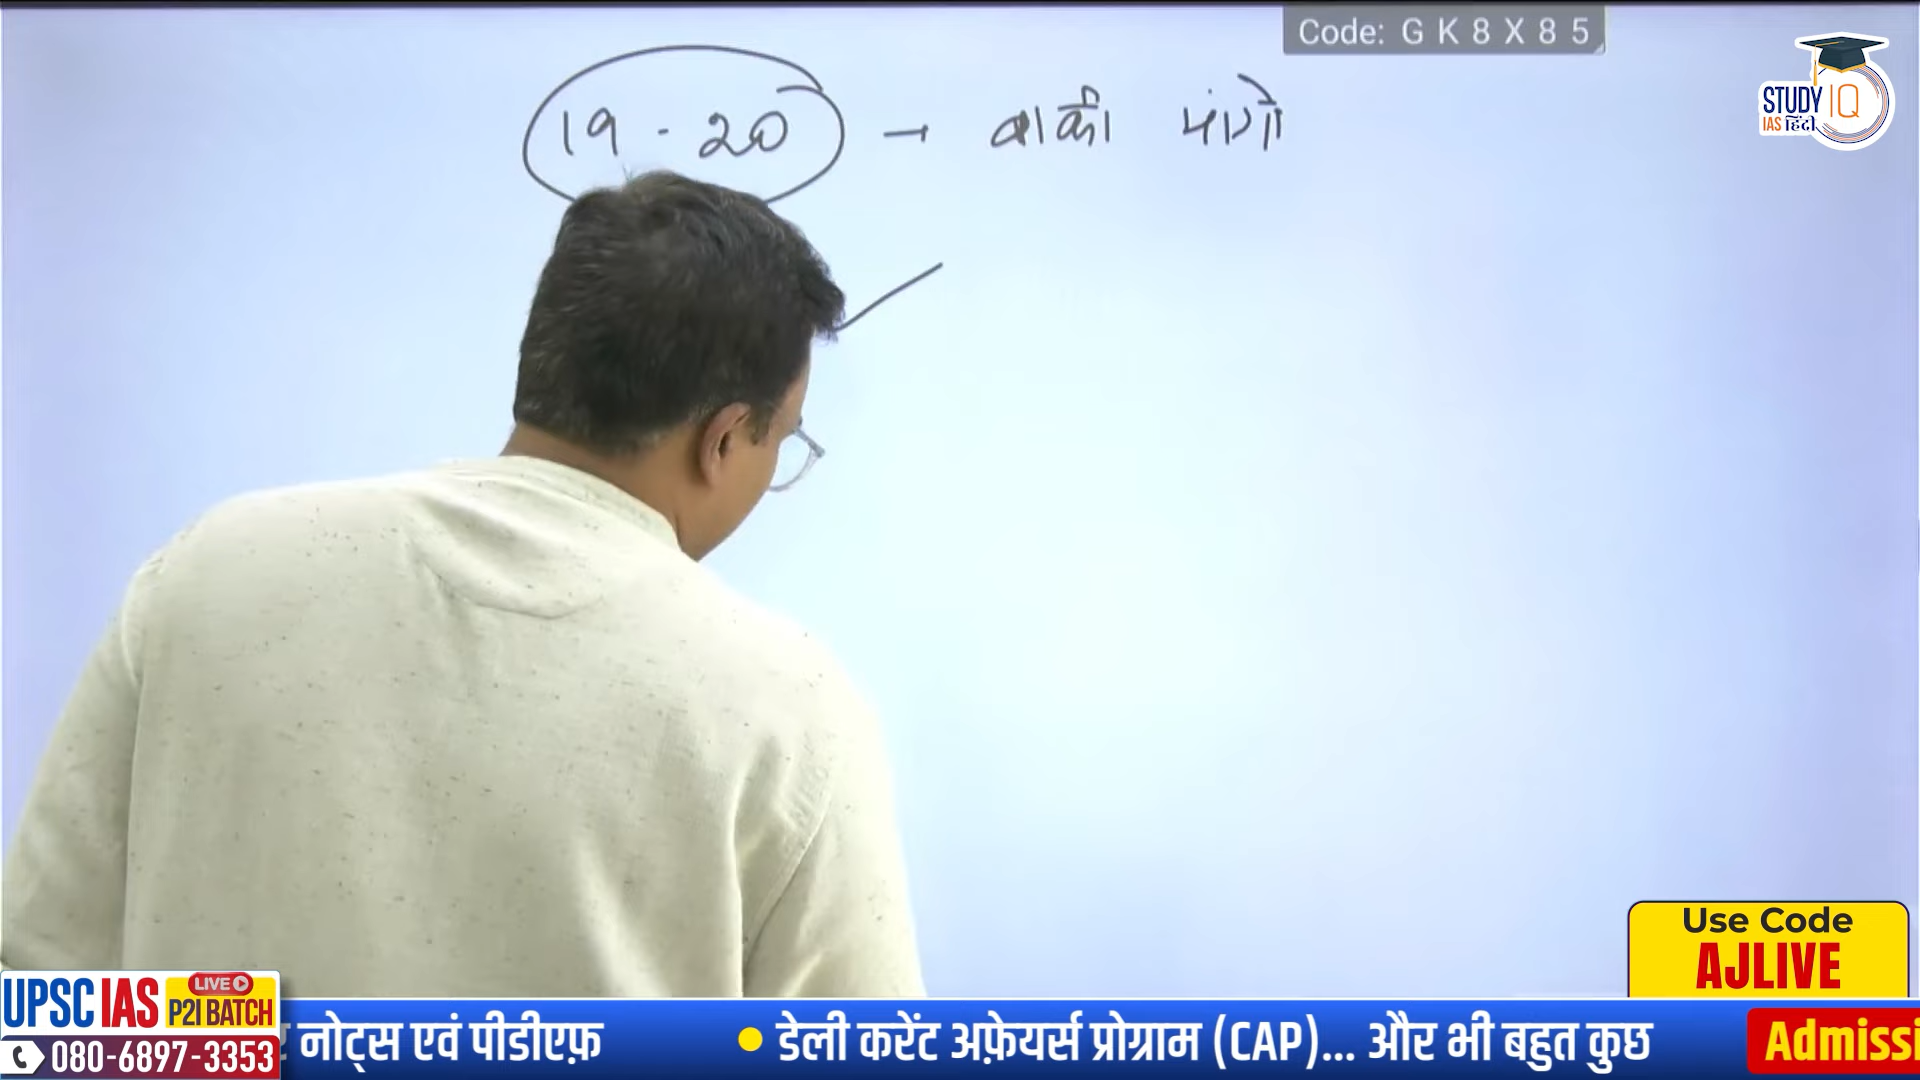 Code: G K 8 X 8 5
STUDY IQ
IAS हिंदी
19 - 20 → बाकी
Use Code
AJLIVE
UPSC IAS LIVE P2I BATCH
080-6897-3353
नोट्स एवं पीडीएफ़ • डेली करेंट अफ़ेयर्स प्रोग्राम (CAP)... और भी बहुत कुछ
Admissi